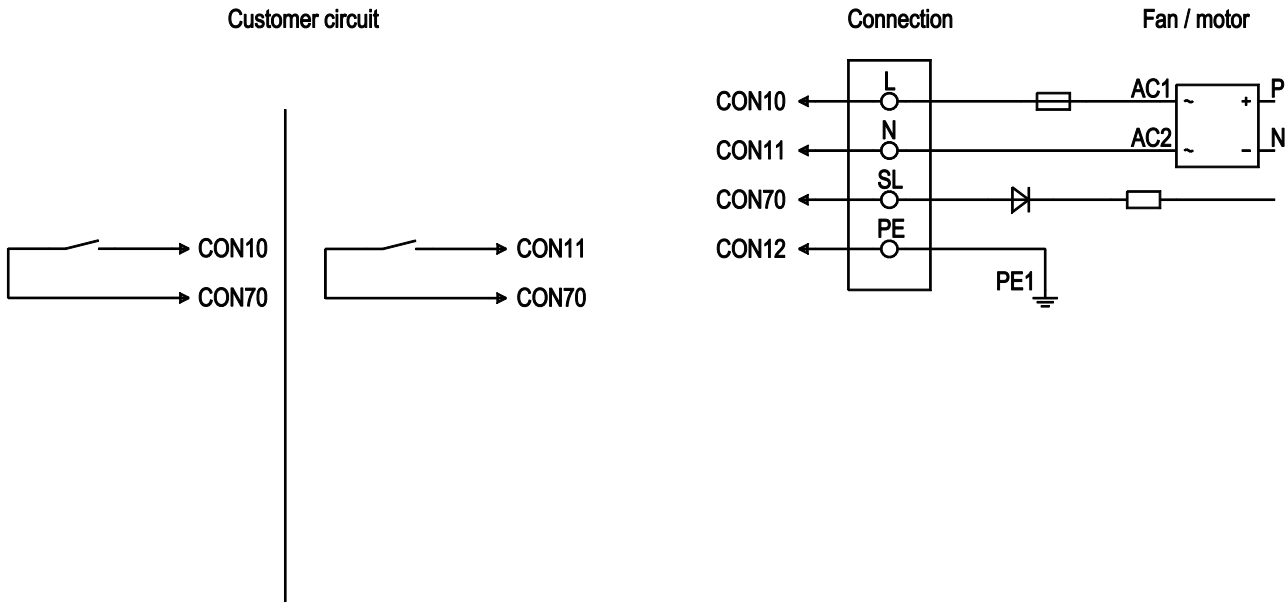 Customer circuit
Connection
Fan / motor
CON10
CON70
CON11
CON70
L
CON10
AC1
~
+
P
N
CON11
AC2
~
-
N
SL
CON70
PE
CON12
PE1